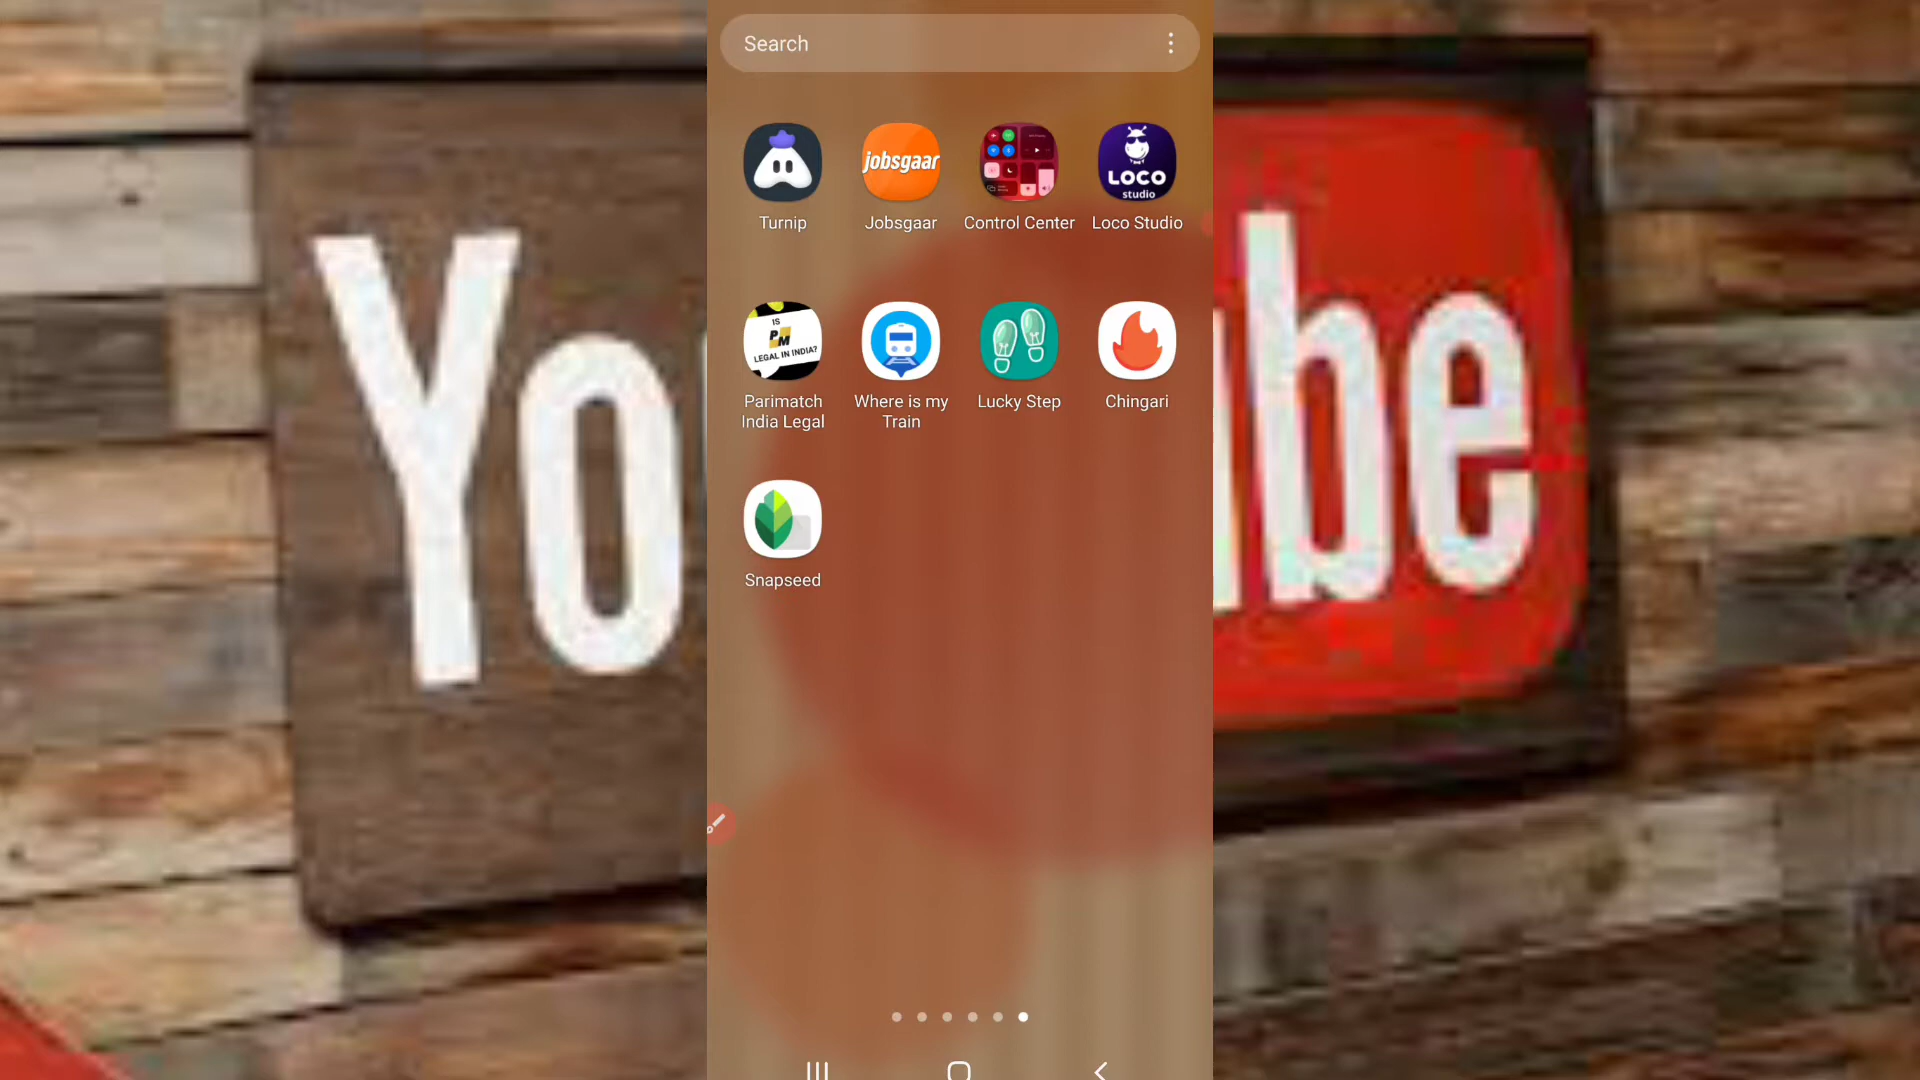 Search
jobsgaar
LOCO
studio
Turnip
Jobsgaar
Control Center
Loco Studio
IS
PM
LEGAL IN INDIA?
Parimatch
India Legal
Where is my
Train
Lucky Step
Chingari
Snapseed
Yo
be